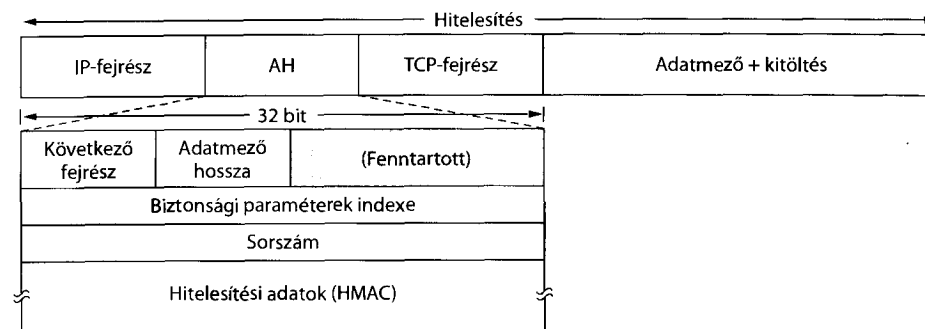 Hitelesítés
IP-fejrész AH TCP-fejrész Adatmező + kitöltés
32 bit
Következő fejrész
Adatmező hossza
(Fenntartott)
Biztonsági paraméterek indexe
Sorszám
Hitelesítési adatok (HMAC)